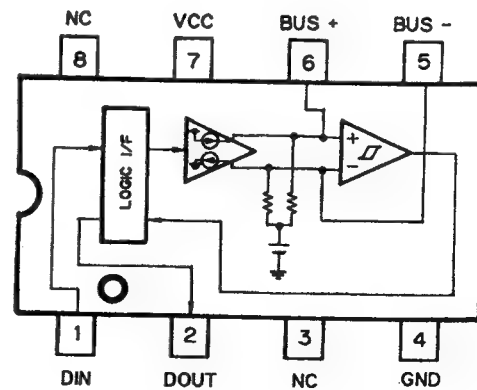 NC VCC BUS + BUS -
8 7 6 5
LOGIC I/F
+
-
1 2 3 4
DIN DOUT NC GND